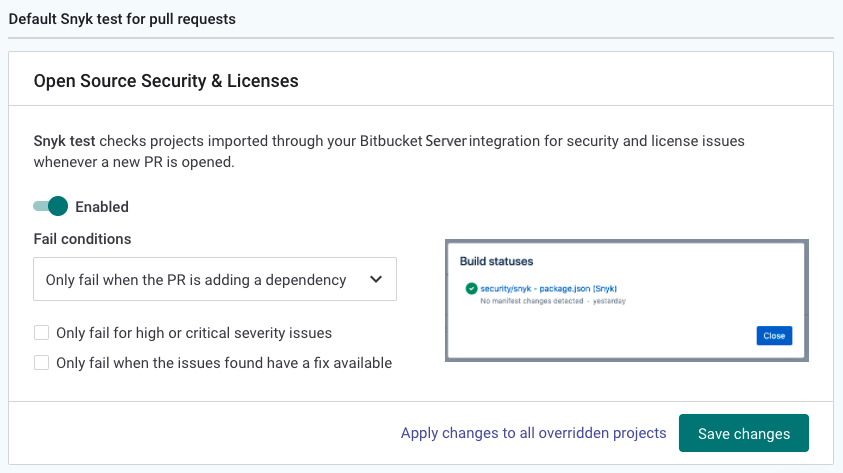 Default Snyk test for pull requests
Open Source Security & Licenses
Snyk test checks projects imported through your Bitbucket Server integration for security and license issues
whenever a new PR is opened.
Enabled
Fail conditions
Only fail when the PR is adding a dependency
Only fail for high or critical severity issues
Only fail when the issues found have a fix available
Build statuses
security/snyk - package.json (Snyk)
No manifest changes detected - yesterday
Close
Apply changes to all overridden projects
Save changes